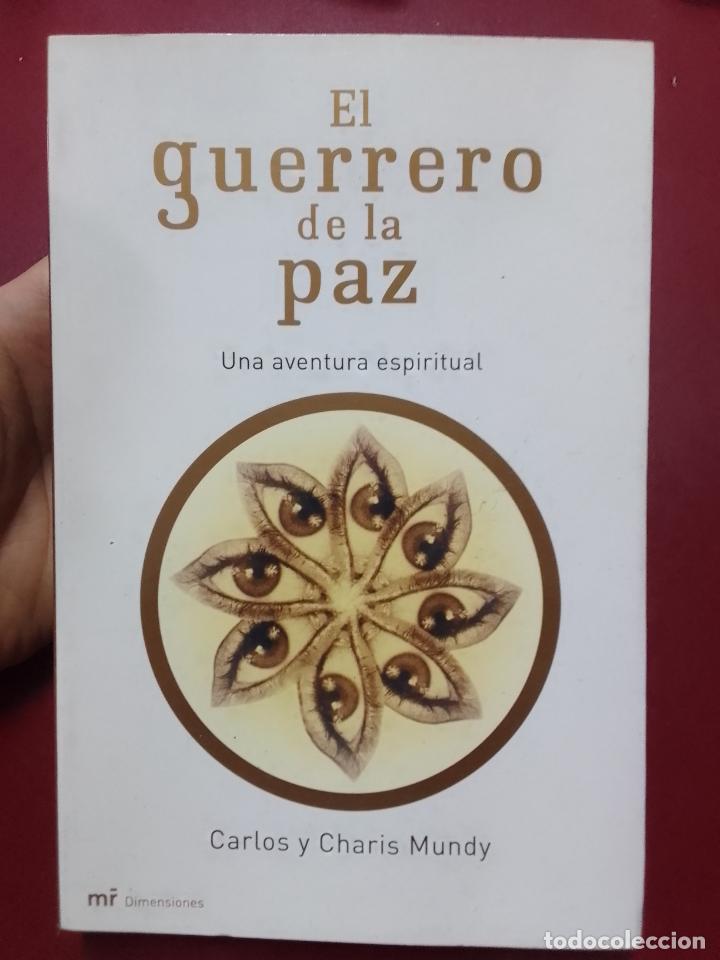 El
guerrero
de la
paz
Una aventura espiritual
Carlos y Charis Mundy
mr Dimensiones
todocoleccion